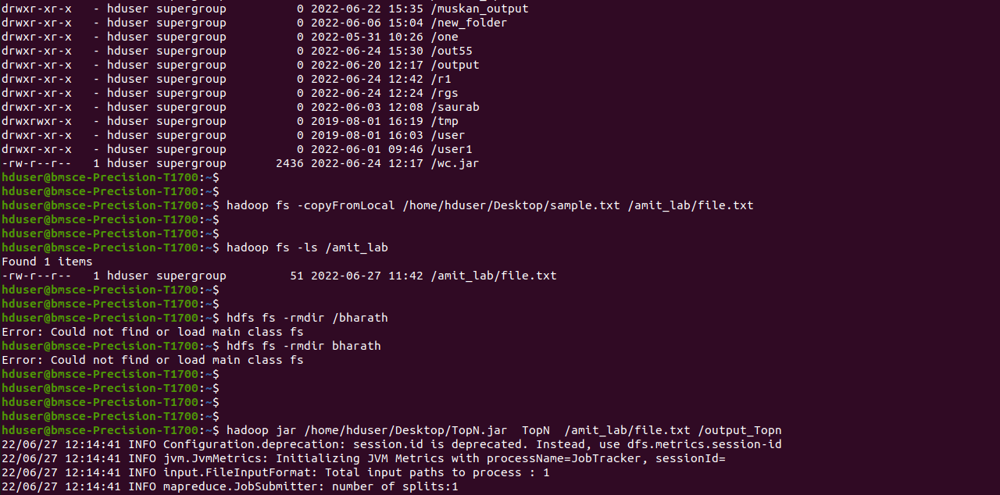 drwxr-xr-x   - hduser supergroup          0 2022-06-22 15:35 /muskan_output
drwxr-xr-x   - hduser supergroup          0 2022-06-06 15:04 /new_folder
drwxr-xr-x   - hduser supergroup          0 2022-05-31 10:26 /one
drwxr-xr-x   - hduser supergroup          0 2022-06-24 15:30 /out55
drwxr-xr-x   - hduser supergroup          0 2022-06-20 12:17 /output
drwxr-xr-x   - hduser supergroup          0 2022-06-24 12:42 /r1
drwxr-xr-x   - hduser supergroup          0 2022-06-24 12:24 /rgs
drwxr-xr-x   - hduser supergroup          0 2022-06-03 12:08 /saurab
drwxrwxr-x   - hduser supergroup          0 2019-08-01 16:19 /tmp
drwxr-xr-x   - hduser supergroup          0 2019-08-01 16:03 /user
drwxr-xr-x   - hduser supergroup          0 2022-06-01 09:46 /user1
-rw-r--r--   1 hduser supergroup       2436 2022-06-24 12:17 /wc.jar
hduser@bmsce-Precision-T1700:~$
hduser@bmsce-Precision-T1700:~$
hduser@bmsce-Precision-T1700:~$ hadoop fs -copyFromLocal /home/hduser/Desktop/sample.txt /amit_lab/file.txt
hduser@bmsce-Precision-T1700:~$
hduser@bmsce-Precision-T1700:~$
hduser@bmsce-Precision-T1700:~$ hadoop fs -ls /amit_lab
Found 1 items
-rw-r--r--   1 hduser supergroup         51 2022-06-27 11:42 /amit_lab/file.txt
hduser@bmsce-Precision-T1700:~$
hduser@bmsce-Precision-T1700:~$
hduser@bmsce-Precision-T1700:~$ hdfs fs -rmdir /bharath
Error: Could not find or load main class fs
hduser@bmsce-Precision-T1700:~$ hdfs fs -rmdir bharath
Error: Could not find or load main class fs
hduser@bmsce-Precision-T1700:~$
hduser@bmsce-Precision-T1700:~$
hduser@bmsce-Precision-T1700:~$
hduser@bmsce-Precision-T1700:~$
hduser@bmsce-Precision-T1700:~$ hadoop jar /home/hduser/Desktop/TopN.jar  TopN  /amit_lab/file.txt /output_Topn
22/06/27 12:14:41 INFO Configuration.deprecation: session.id is deprecated. Instead, use dfs.metrics.session-id
22/06/27 12:14:41 INFO jvm.JvmMetrics: Initializing JVM Metrics with processName=JobTracker, sessionId=
22/06/27 12:14:41 INFO input.FileInputFormat: Total input paths to process : 1
22/06/27 12:14:41 INFO mapreduce.JobSubmitter: number of splits:1